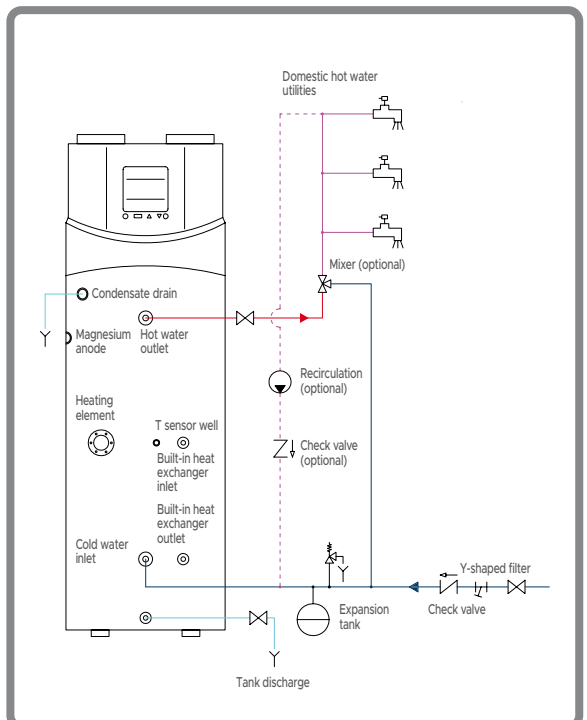 Domestic hot water
utilities
Mixer (optional)
Condensate drain
Magnesium
anode
Hot water
outlet
Recirculation
(optional)
Heating
element
T sensor well
Check valve
(optional)
Built-in heat
exchanger
inlet
Built-in heat
exchanger
outlet
Cold water
inlet
Y-shaped filter
Expansion
tank
Check valve
Tank discharge